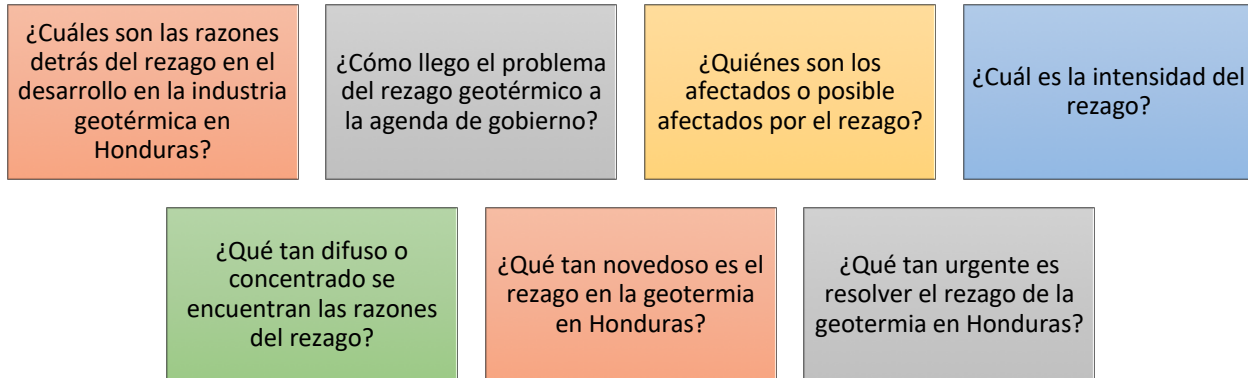 ¿Cuáles son las razones
detrás del rezago en el
desarrollo en la industria
geotérmica en
Honduras?
¿Cómo llego el problema
del rezago geotérmico a
la agenda de gobierno?
¿Quiénes son los
afectados o posible
afectados por el rezago?
¿Cuál es la intensidad del
rezago?
¿Qué tan difuso o
concentrado se
encuentran las razones
del rezago?
¿Qué tan novedoso es el
rezago en la geotermia
en Honduras?
¿Qué tan urgente es
resolver el rezago de la
geotermia en Honduras?